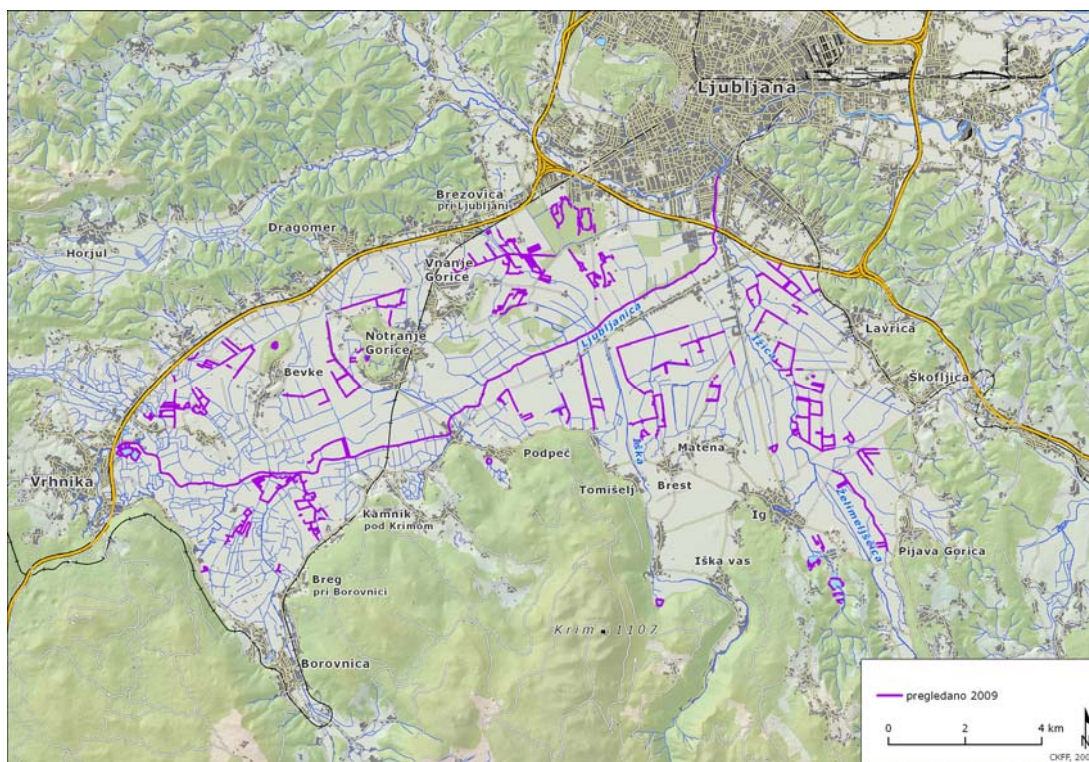 Ljubljana
Brezovica
pri Ljubljani
Dragomer
Horjul
Vnanje
Gorice
Ljubljanica
Lavrica
Notranje
Gorice
Ižica
Bevke
Škofljica
Podpeč
Iška
Matena
Vrhnika
Tomišelj
Brest
Želimeljščica
Kamnik
pod Krimom
Ig
Pijava Gorica
Iška vas
Breg
pri Borovnici
Krim
1107
Borovnica
pregledano 2009
0 2 4 km
N